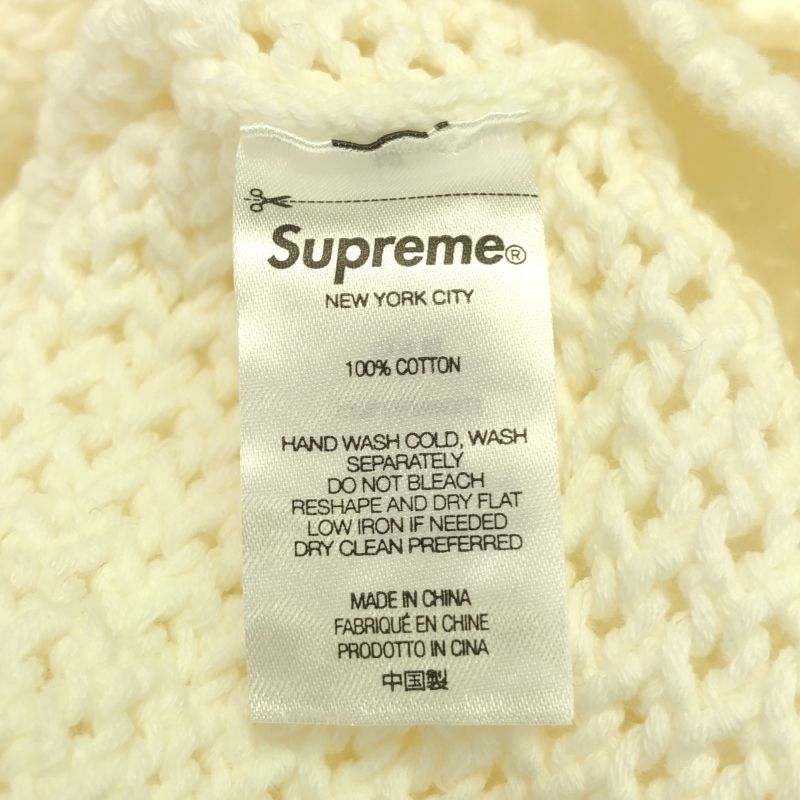 Supreme®
NEW YORK CITY
100% COTTON
HAND WASH COLD, WASH
SEPARATELY
DO NOT BLEACH
RESHAPE AND DRY FLAT
LOW IRON IF NEEDED
DRY CLEAN PREFERRED
MADE IN CHINA
FABRIQUÉ EN CHINE
PRODOTTO IN CINA
中国製